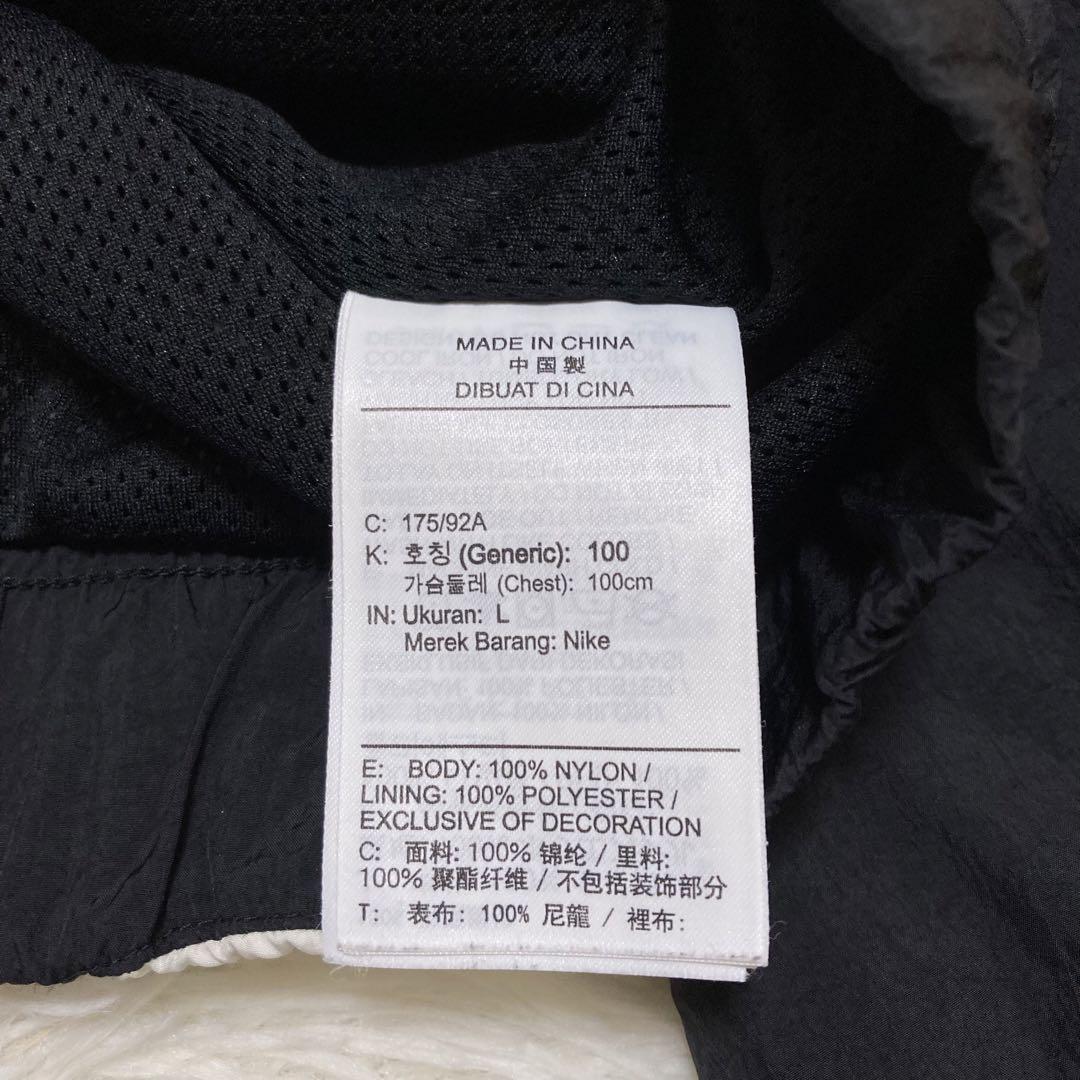 MADE IN CHINA
中国製
DIBUAT DI CINA
C: 175/92A
K: 호칭 (Generic): 100
가슴둘레 (Chest): 100cm
IN: Ukuran: L
Merek Barang: Nike
E: BODY: 100% NYLON /
LINING: 100% POLYESTER /
EXCLUSIVE OF DECORATION
C: 面料: 100% 锦纶 / 里料:
100% 聚酯纤维 / 不包括装饰部分
T: 表布: 100% 尼龍 / 裡布: